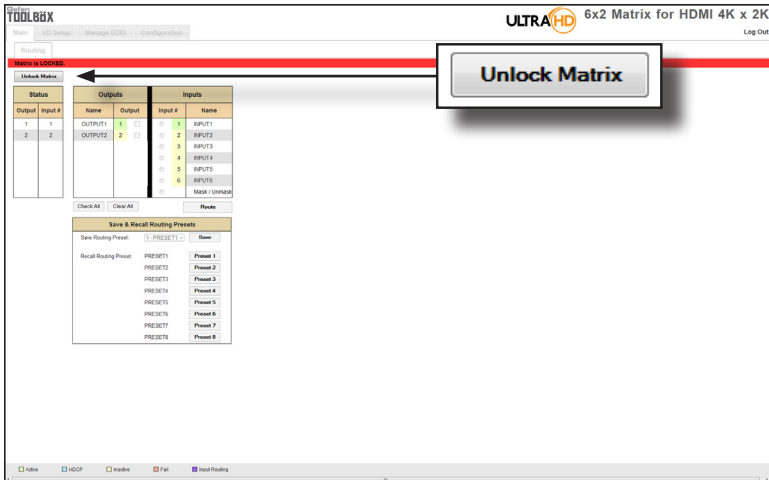 Gefen
TOOLBOX
ULTRA HD 6x2 Matrix for HDMI 4K x 2K
Main I/O Setup Manage EDID Configuration
Log Out
Routing
Matrix is LOCKED.
Unlock Matrix
Unlock Matrix
Status
Outputs
Inputs
Output Input #
Name Output
Input # Name
1 1
OUTPUT1 1
1 INPUT1
2 2
OUTPUT2 2
2 INPUT2
3 INPUT3
4 INPUT4
5 INPUT5
6 INPUT6
Mask / Unmask
Check All Clear All Route
Save & Recall Routing Presets
Save Routing Preset: 1 - PRESET1 Save
Recall Routing Preset: PRESET1 Preset 1
PRESET2 Preset 2
PRESET3 Preset 3
PRESET4 Preset 4
PRESET5 Preset 5
PRESET6 Preset 6
PRESET7 Preset 7
PRESET8 Preset 8
Active HDCP Inactive Fail Input Routing